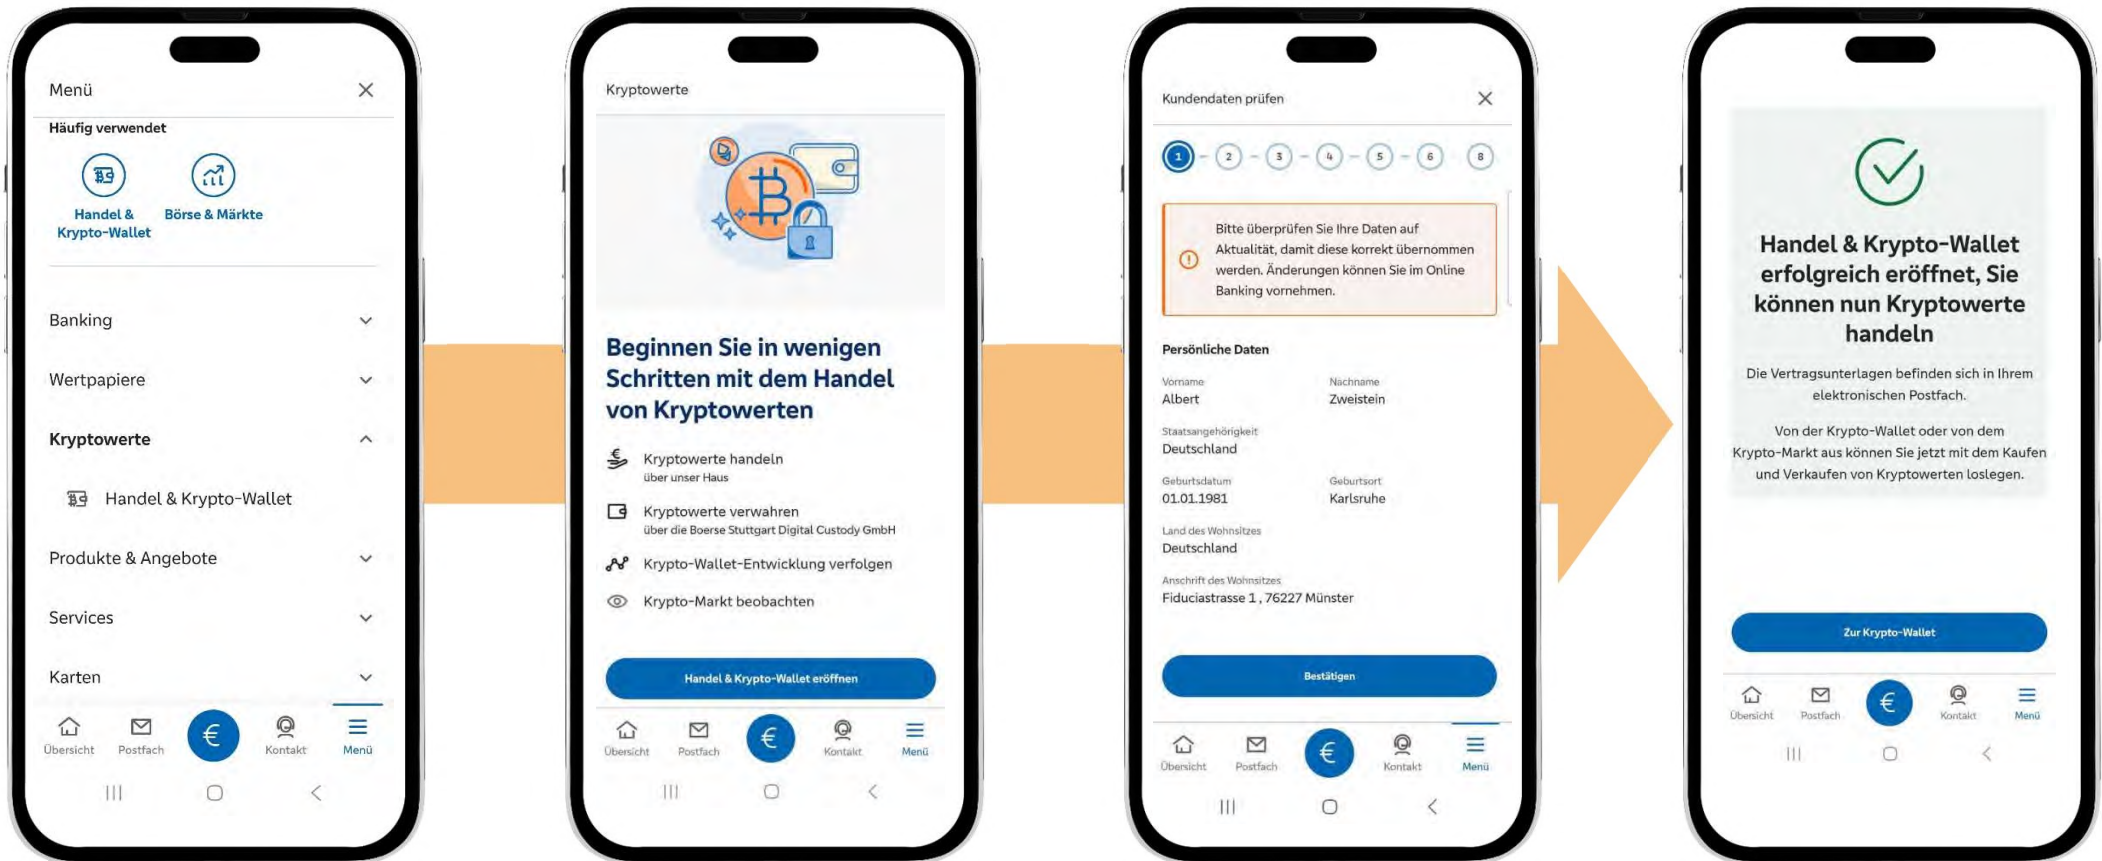 Menü
Häufig verwendet
Handel &
Krypto-Wallet
Börse & Märkte
Banking
Wertpapiere
Kryptowerte
Handel & Krypto-Wallet
Produkte & Angebote
Services
Karten
Übersicht
Postfach
€
Kontakt
Menü
Kryptowerte
Beginnen Sie in wenigen
Schritten mit dem Handel
von Kryptowerten
Kryptowerte handeln
über unser Haus
Kryptowerte verwahren
über die Boerse Stuttgart Digital Custody GmbH
Krypto-Wallet-Entwicklung verfolgen
Krypto-Markt beobachten
Handel & Krypto-Wallet eröffnen
Übersicht
Postfach
€
Kontakt
Menü
Kundendaten prüfen
1 - 2 - 3 - 4 - 5 - 6 8
Bitte überprüfen Sie Ihre Daten auf
Aktualität, damit diese korrekt übernommen
werden. Änderungen können Sie im Online
Banking vornehmen.
Persönliche Daten
Vorname Nachname
Albert Zweistein
Staatsangehörigkeit
Deutschland
Geburtsdatum Geburtsort
01.01.1981 Karlsruhe
Land des Wohnsitzes
Deutschland
Anschrift des Wohnsitzes
Fiduciastrasse 1 , 76227 Münster
Bestätigen
Übersicht
Postfach
€
Kontakt
Menü
Handel & Krypto-Wallet
erfolgreich eröffnet, Sie
können nun Kryptowerte
handeln
Die Vertragsunterlagen befinden sich in Ihrem
elektronischen Postfach.
Von der Krypto-Wallet oder von dem
Krypto-Markt aus können Sie jetzt mit dem Kaufen
und Verkaufen von Kryptowerten loslegen.
Zur Krypto-Wallet
Übersicht
Postfach
€
Kontakt
Menü